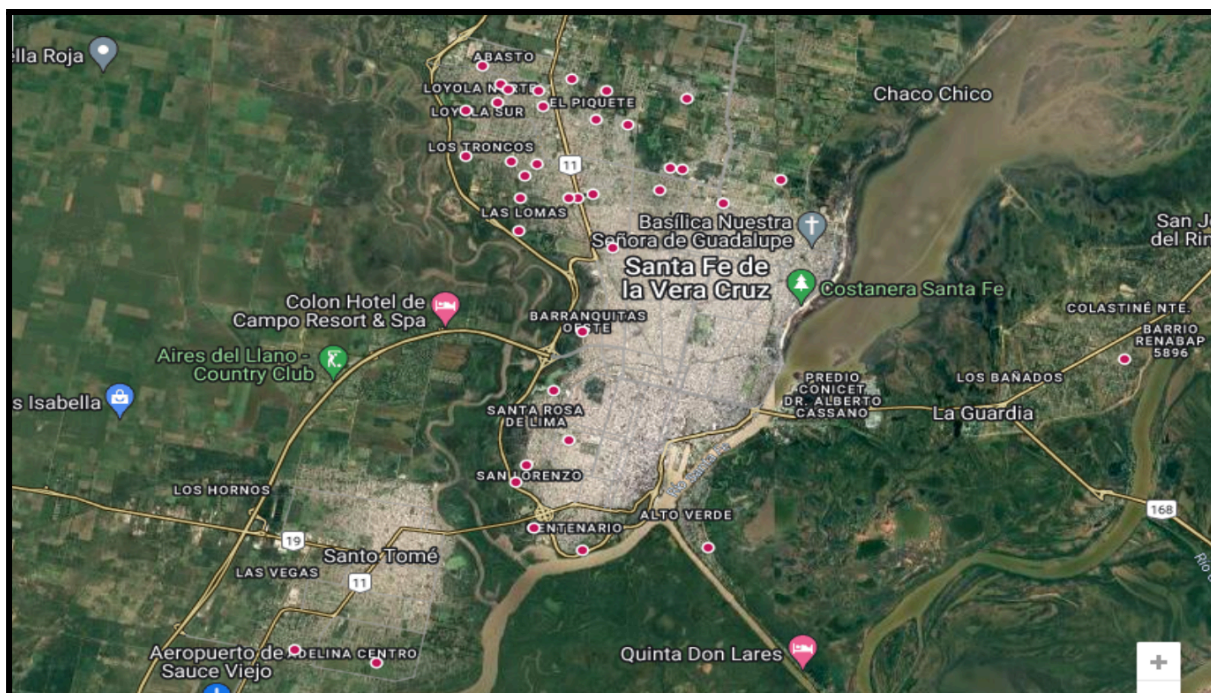 ella Roja
ABASTO
LOYOLA NORTE
EL PIQUETE
LOYOLA SUR
Chaco Chico
LOS TRONCOS
11
LAS LOMAS
Basílica Nuestra
Señora de Guadalupe
San J
del Rin
Santa Fe de
la Vera Cruz
Costanera Santa Fe
Colon Hotel de
Campo Resort & Spa
BARRANQUITAS
OESTE
COLASTINÉ NTE.
BARRIO
RENABAP
5896
Aires del Llano -
Country Club
s Isabella
PREDIO
CONICET
DR. ALBERTO
CASSANO
LOS BAÑADOS
La Guardia
SANTA ROSA
DE LIMA
SAN LORENZO
LOS HORNOS
168
ALTO VERDE
CENTENARIO
19
Santo Tomé
LAS VEGAS
11
Aeropuerto de
Sauce Viejo
ADELINA CENTRO
Quinta Don Lares
+